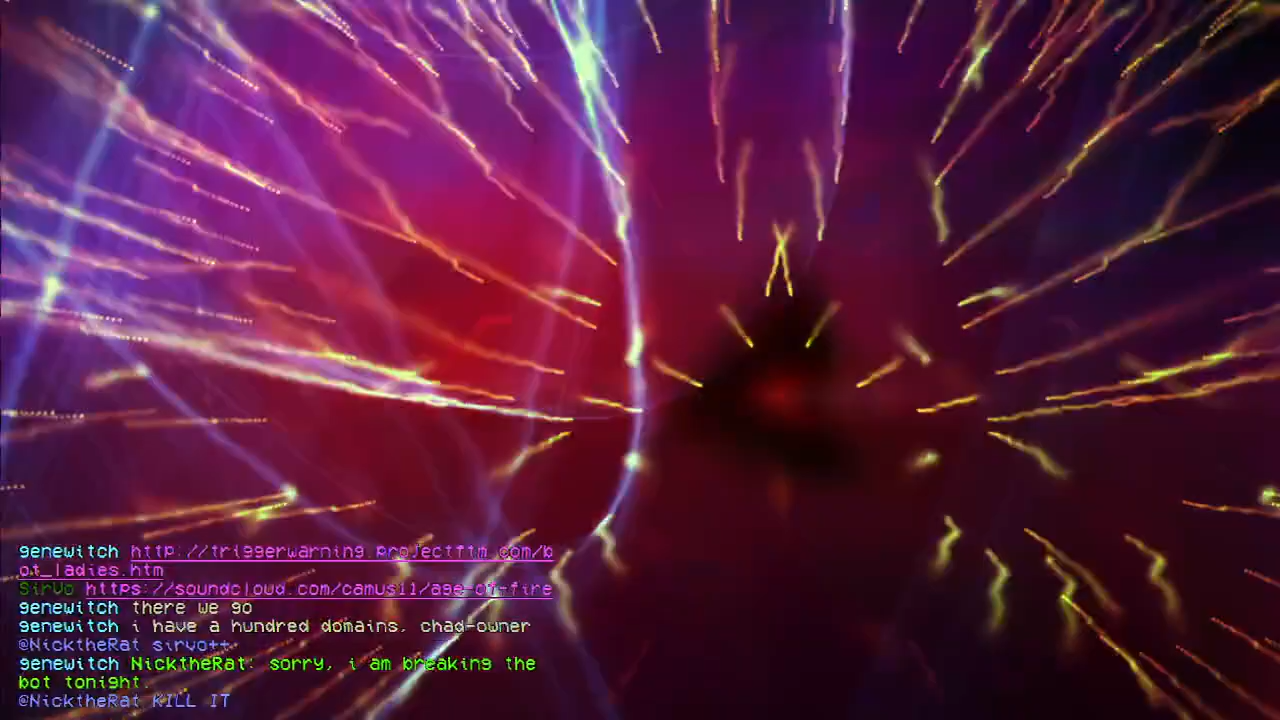 genewitch http://triggerwarning.projectftm.com/b
ot_ladies.htm
SirVo https://soundcloud.com/camus11/age-of-fire
genewitch there we go
genewitch i have a hundred domains, chad-owner
@NicktheRat sirvo++
genewitch NicktheRat: sorry, i am breaking the
bot tonight.
@NicktheRat KILL IT